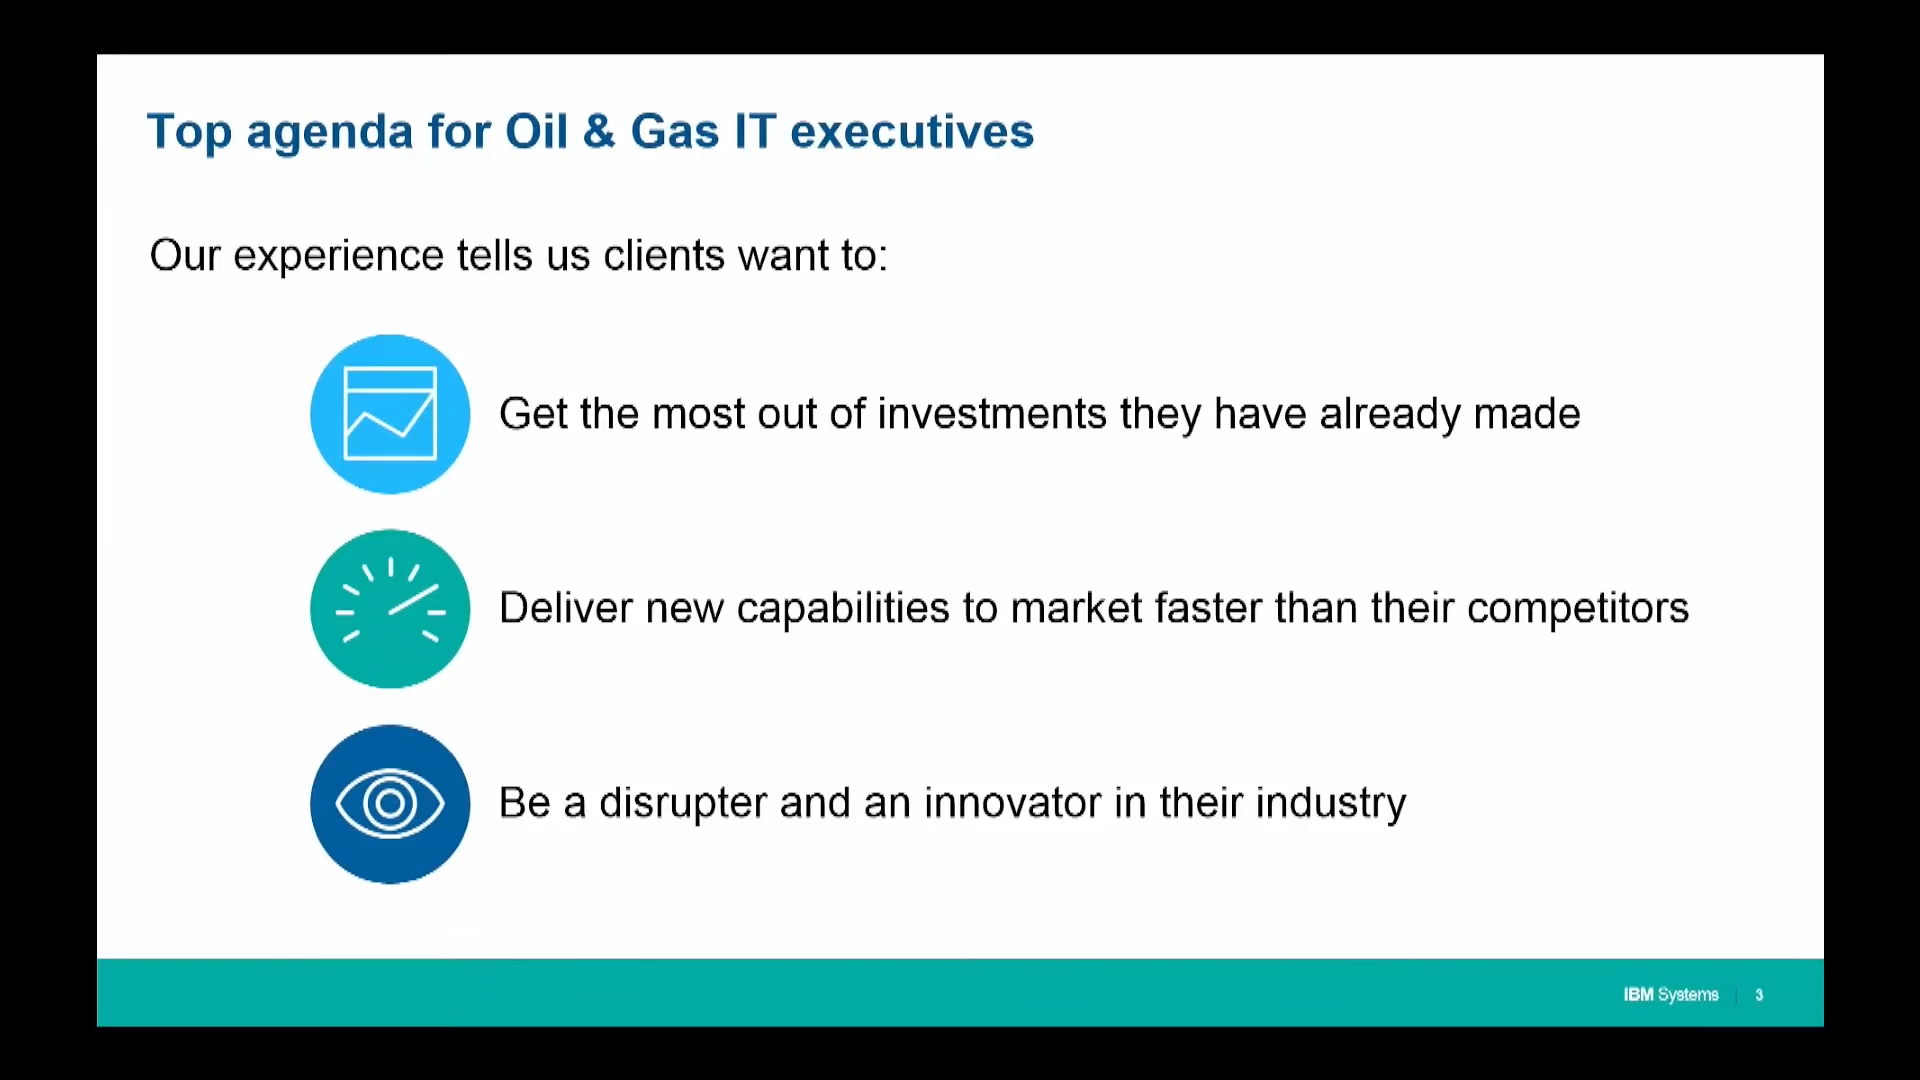 Top agenda for Oil & Gas IT executives
Our experience tells us clients want to:
Get the most out of investments they have already made
Deliver new capabilities to market faster than their competitors
Be a disrupter and an innovator in their industry
IBM Systems | 3